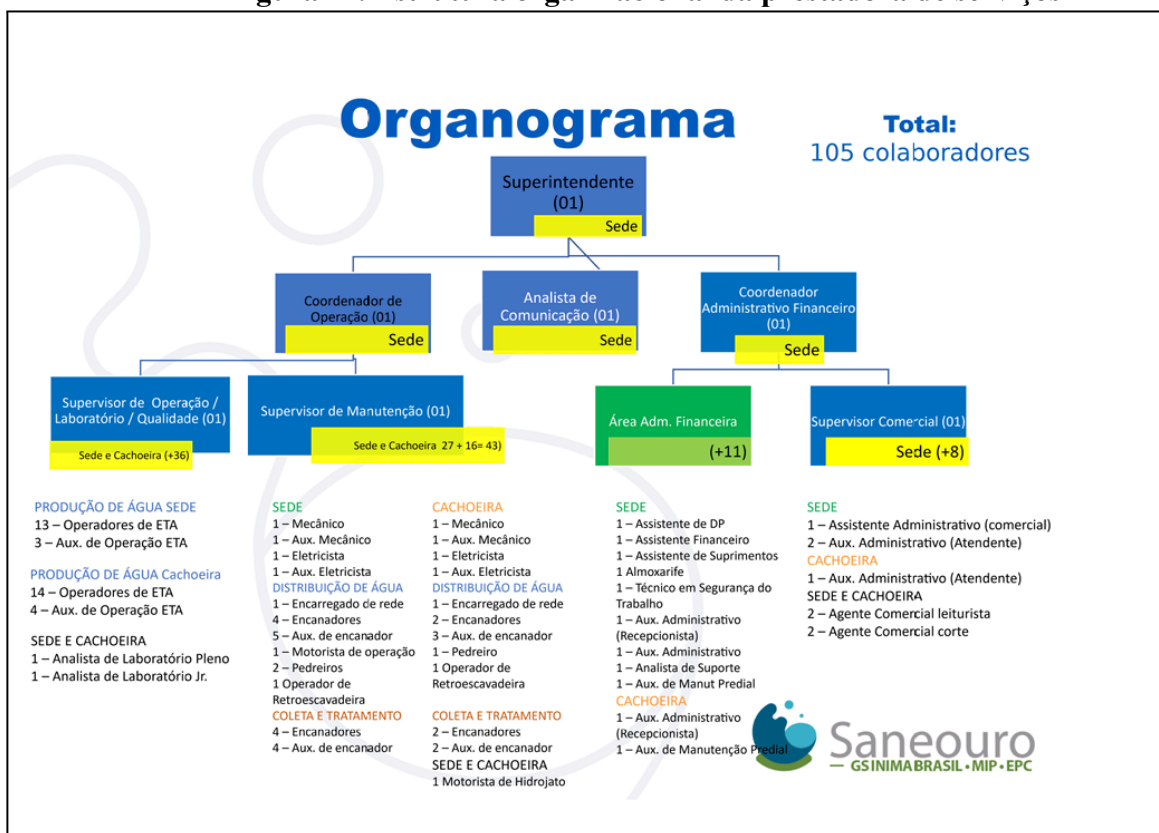 Organograma
Total:
105 colaboradores
Superintendente
(01)
Sede
Coordenador de
Operação (01)
Sede
Analista de
Comunicação (01)
Sede
Coordenador
Administrativo Financeiro
(01)
Sede
Supervisor de Operação /
Laboratório / Qualidade (01)
Sede e Cachoeira (+36)
Supervisor de Manutenção (01)
Sede e Cachoeira 27 + 16= 43)
Área Adm. Financeira
(+11)
Supervisor Comercial (01)
Sede (+8)
PRODUÇÃO DE ÁGUA SEDE
13 – Operadores de ETA
3 – Aux. de Operação ETA
PRODUÇÃO DE ÁGUA Cachoeira
14 – Operadores de ETA
4 – Aux. de Operação ETA
SEDE E CACHOEIRA
1 – Analista de Laboratório Pleno
1 – Analista de Laboratório Jr.
SEDE
1 – Mecânico
1 – Aux. Mecânico
1 – Eletricista
1 – Aux. Eletricista
DISTRIBUIÇÃO DE ÁGUA
1 – Encarregado de rede
4 – Encanadores
5 – Aux. de encanador
1 – Motorista de operação
2 – Pedreiros
1 Operador de
Retroescavadeira
COLETA E TRATAMENTO
4 – Encanadores
4 – Aux. de encanador
CACHOEIRA
1 – Mecânico
1 – Aux. Mecânico
1 – Eletricista
1 – Aux. Eletricista
DISTRIBUIÇÃO DE ÁGUA
1 – Encarregado de rede
2 – Encanadores
3 – Aux. de encanador
1 – Pedreiro
1 Operador de
Retroescavadeira
COLETA E TRATAMENTO
2 – Encanadores
2 – Aux. de encanador
SEDE E CACHOEIRA
1 Motorista de Hidrojato
SEDE
1 – Assistente de DP
1 – Assistente Financeiro
1 – Assistente de Suprimentos
1 Almoxarife
1 – Técnico em Segurança do
Trabalho
1 – Aux. Administrativo
(Recepcionista)
1 – Aux. Administrativo
1 – Analista de Suporte
1 – Aux. de Manut Predial
CACHOEIRA
1 – Aux. Administrativo
(Recepcionista)
1 – Aux. de Manutenção Predial
SEDE
1 – Assistente Administrativo (comercial)
2 – Aux. Administrativo (Atendente)
CACHOEIRA
1 – Aux. Administrativo (Atendente)
SEDE E CACHOEIRA
2 – Agente Comercial leiturista
2 – Agente Comercial corte
Saneouro
GS INIMA BRASIL • MIP • EPC